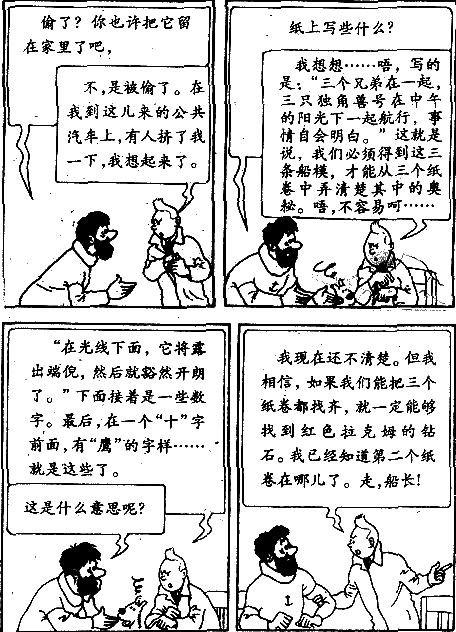 偷了？你也许把它留
在家里了吧，
不，是被偷了。在
我到这儿来的公共
汽车上，有人挤了我
一下，我想起来了。
纸上写些什么？
我想想……唔，写的
是：“三个兄弟在一起，
三只独角兽号在中午
的阳光下一起航行，事
情自会明白。”这就是
说，我们必须得到这三
条船模，才能从三个纸
卷中弄清楚其中的奥
秘。唔，不容易呵……
“在光线下面，它将露
出端倪，然后就豁然开朗
了。”下面接着是一些数
字。最后，在一个“十”字
前面，有“鹰”的字样……
就是这些了。
这是什么意思呢？
我现在还不清楚。但我
相信，如果我们能把三个
纸卷都找齐，就一定能够
找到红色拉克姆的钻
石。我已经知道第二个纸
卷在哪儿了。走，船长！